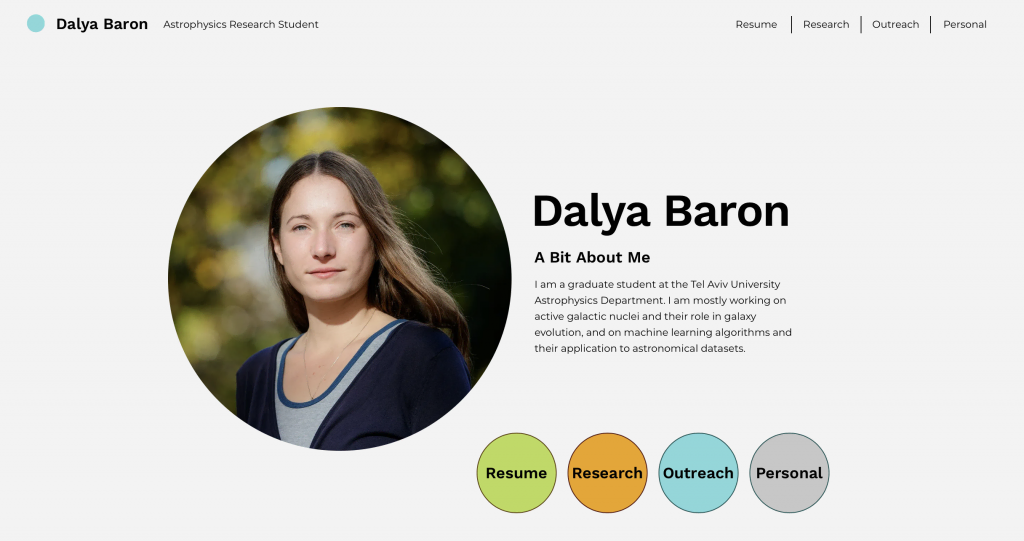 Dalya Baron Astrophysics Research Student Resume Research Outreach Personal
Dalya Baron
A Bit About Me
I am a graduate student at the Tel Aviv University
Astrophysics Department. I am mostly working on
active galactic nuclei and their role in galaxy
evolution, and on machine learning algorithms and
their application to astronomical datasets.
Resume Research Outreach Personal